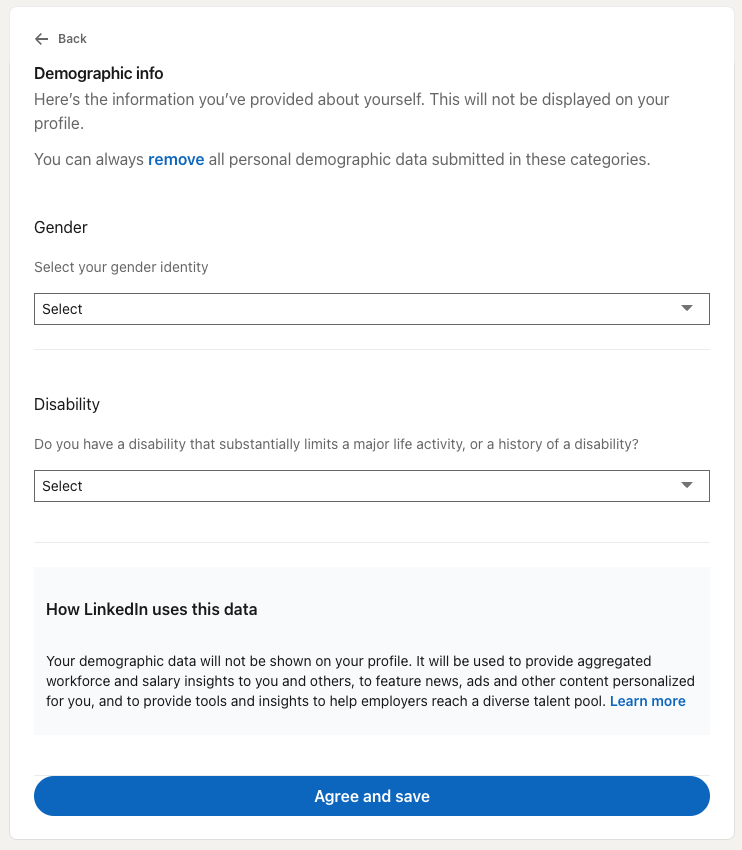 Back
Demographic info
Here's the information you've provided about yourself. This will not be displayed on your
profile.
You can always remove all personal demographic data submitted in these categories.
Gender
Select your gender identity
Select
Disability
Do you have a disability that substantially limits a major life activity, or a history of a disability?
Select
How LinkedIn uses this data
Your demographic data will not be shown on your profile. It will be used to provide aggregated
workforce and salary insights to you and others, to feature news, ads and other content personalized
for you, and to provide tools and insights to help employers reach a diverse talent pool. Learn more
Agree and save